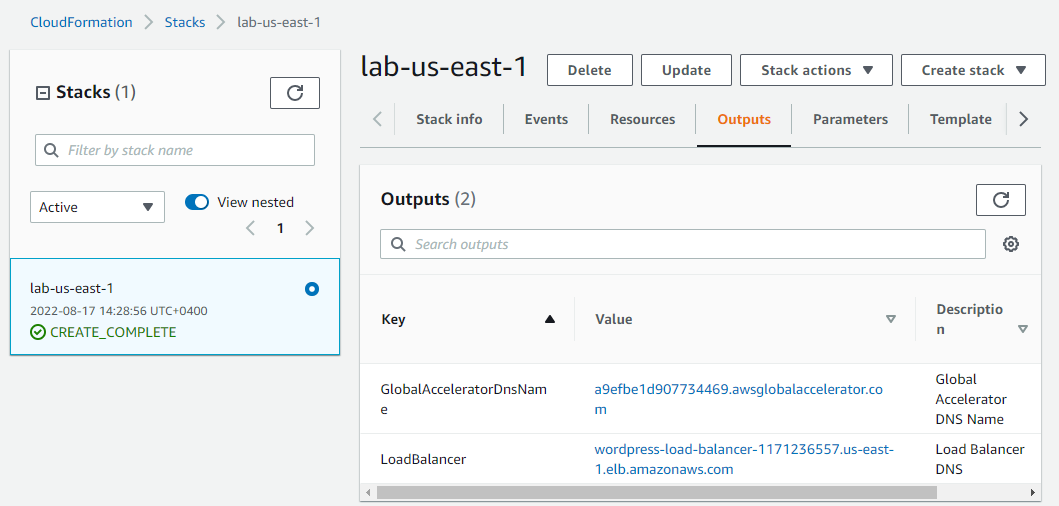 CloudFormation Stacks lab-us-east-1
Stacks (1)
Filter by stack name
Active
View nested
1
lab-us-east-1
2022-08-17 14:28:56 UTC+0400
CREATE_COMPLETE
lab-us-east-1
Delete
Update
Stack actions
Create stack
Stack info Events Resources Outputs Parameters Template
Outputs (2)
Search outputs
Key Value Descriptio
n
GlobalAcceleratorDnsNam
e
a9efbe1d907734469.awsglobalaccelerator.co
m
Global
Accelerator
DNS Name
LoadBalancer
wordpress-load-balancer-1171236557.us-east-
1.elb.amazonaws.com
Load Balancer
DNS